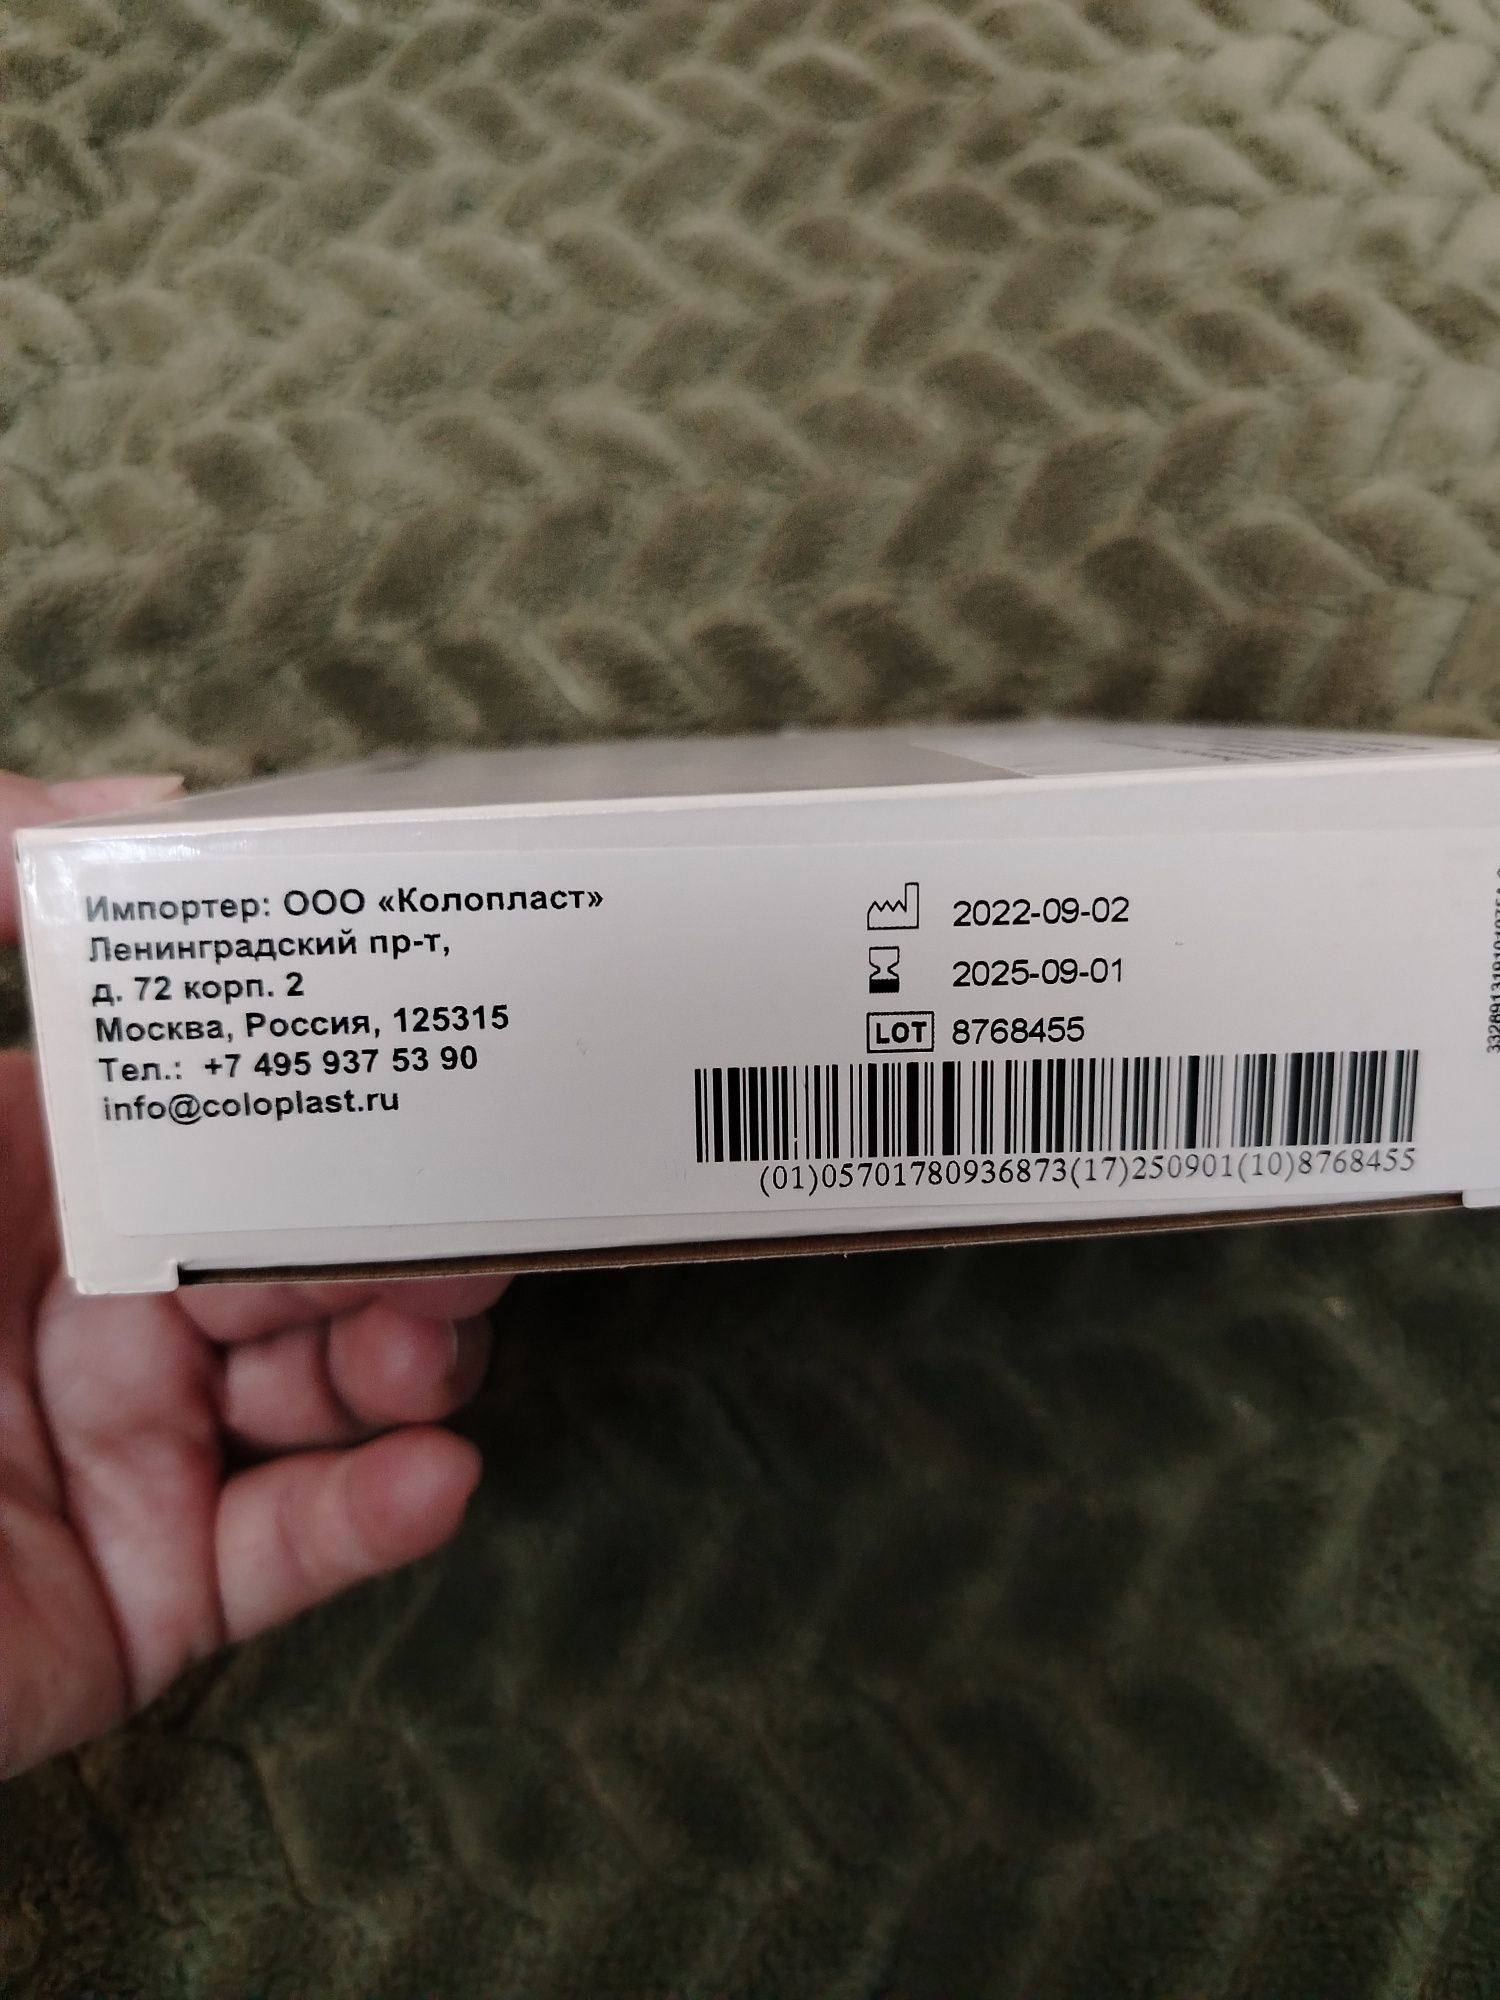 Импортер: ООО «Колопласт»
Ленинградский пр-т,
д. 72 корп. 2
Москва, Россия, 125315
Тел.: +7 495 937 53 90
info@coloplast.ru
2022-09-02
2025-09-01
LOT 8768455
(01)05701780936873(17)250901(10)8768455